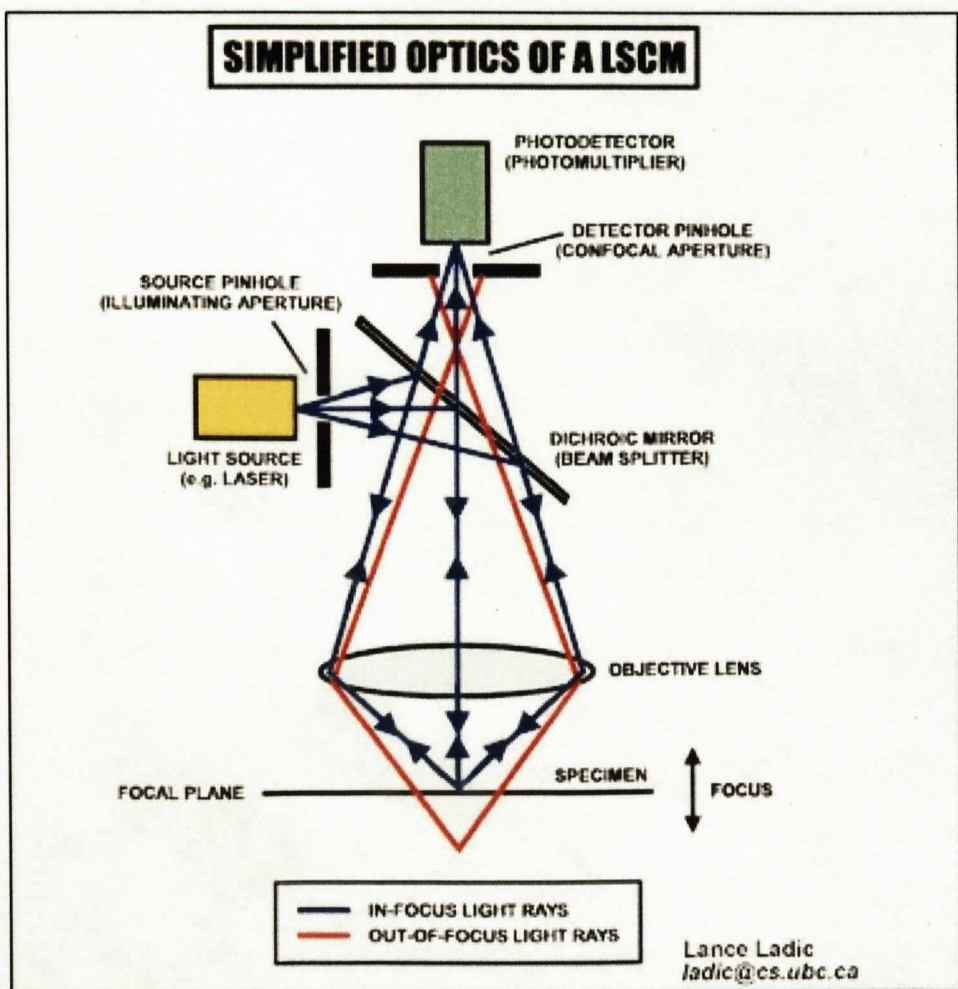 SIMPLIFIED OPTICS OF A LSCM
PHOTODETECTOR
(PHOTOMULTIPLIER)
DETECTOR PINHOLE
(CONFOCAL APERTURE)
SOURCE PINHOLE
(ILLUMINATING APERTURE)
LIGHT SOURCE
(e.g. LASER)
DICHROIC MIRROR
(BEAM SPLITTER)
OBJECTIVE LENS
SPECIMEN
FOCAL PLANE
FOCUS
IN-FOCUS LIGHT RAYS
OUT-OF-FOCUS LIGHT RAYS
Lance Ladic
ladic@cs.ubc.ca